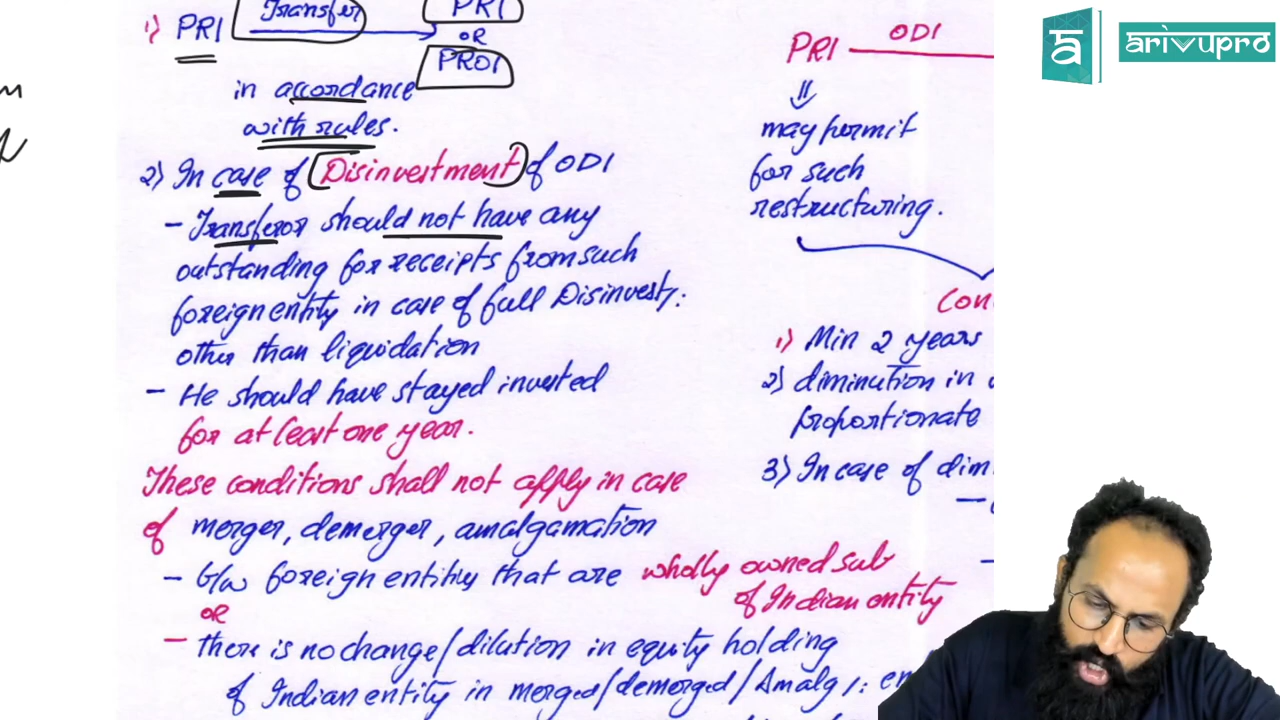 1) PRI Transfer PRI
OR
PROI
in accordance
with rules.
2) In case of Disinvestment of ODI
- Transferor should not have any
outstanding for receipts from such
foreign entity in case of full Disinvest:
other than liquidation
- He should have stayed invested
for at least one year.
These conditions shall not apply in case
of merger, demerger, amalgamation
- b/w foreign entities that are wholly owned sub
of Indian entity
OR
- there is no change/dilution in equity holding
of Indian entity in merged/demerged/Amalg: en
PRI ODI
may permit
for such
restructuring.
Con
1) Min 2 years
2) diminution in
proportionate
3) In case of dim
arivupro